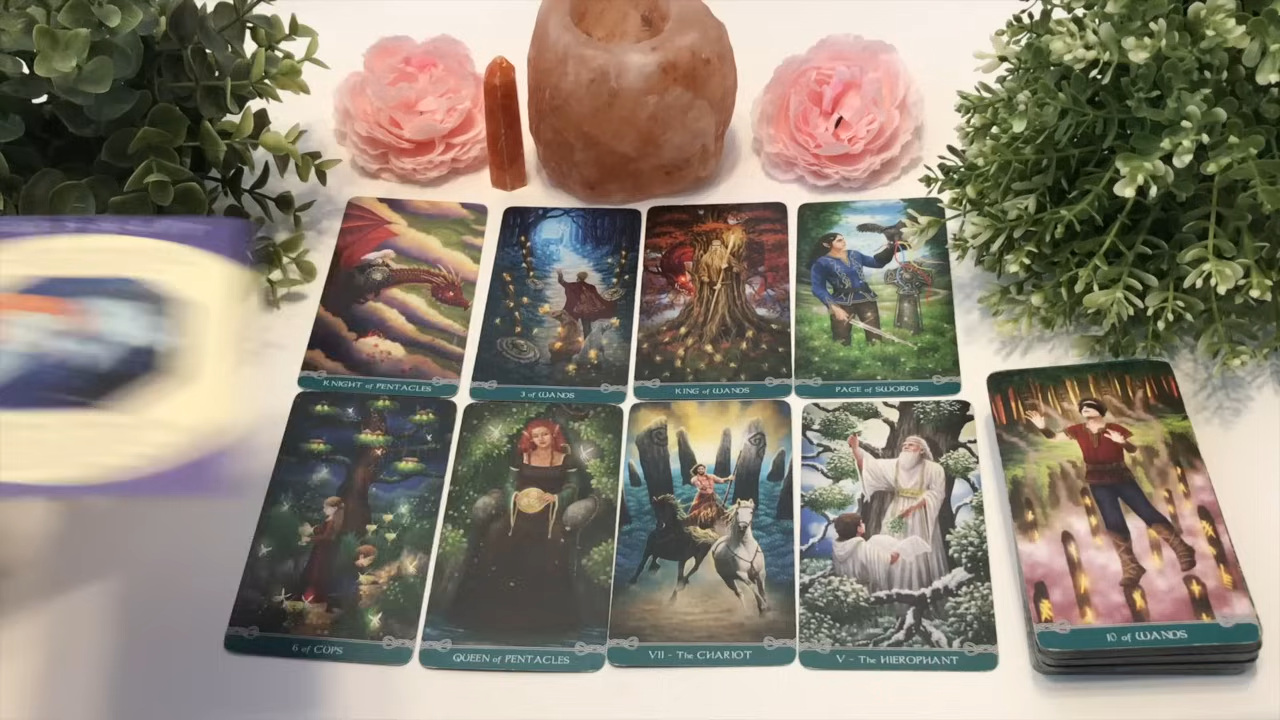 KNIGHT of PENTACLES
3 of WANDS
KING of WANDS
PAGE of SWORDS
6 of CUPS
QUEEN of PENTACLES
VII - The CHARIOT
V - The HIEROPHANT
10 of WANDS